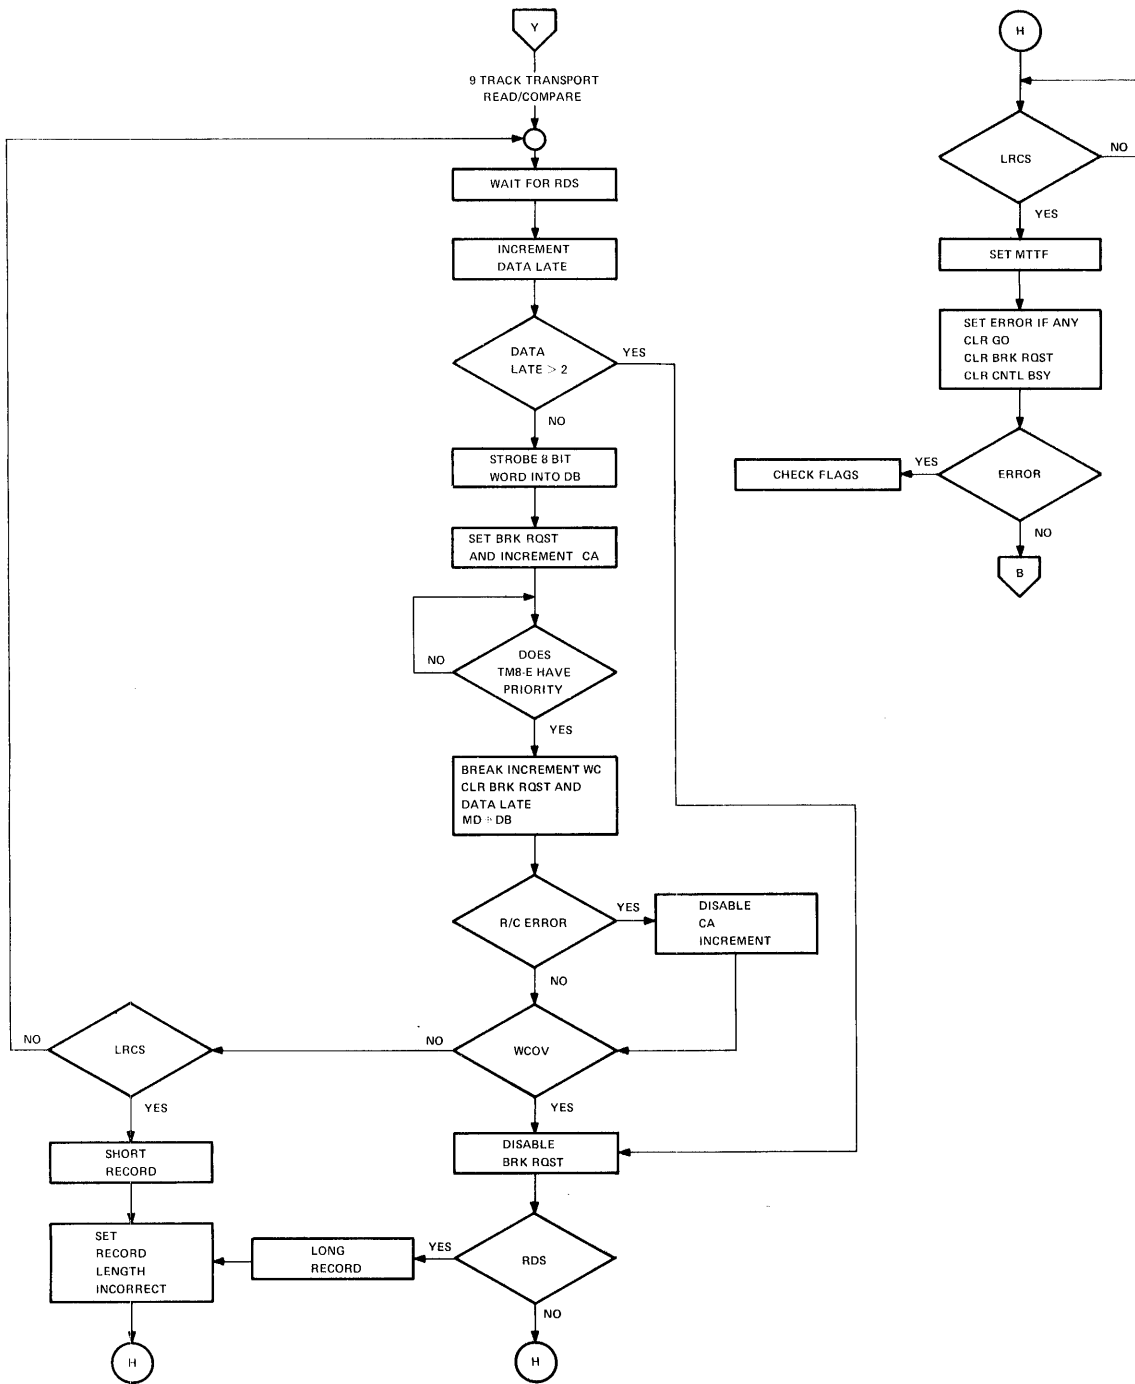 Y
9 TRACK TRANSPORT
READ/COMPARE
WAIT FOR RDS
INCREMENT
DATA LATE
DATA
LATE > 2
YES
NO
STROBE 8 BIT
WORD INTO DB
SET BRK RQST
AND INCREMENT CA
DOES
TM8-E HAVE
PRIORITY
NO
YES
BREAK INCREMENT WC
CLR BRK RQST AND
DATA LATE
MD ÷ DB
R/C ERROR
YES
DISABLE
CA
INCREMENT
NO
WCOV
NO
LRCS
NO
YES
YES
SHORT
RECORD
DISABLE
BRK RQST
SET
RECORD
LENGTH
INCORRECT
LONG
RECORD
YES
RDS
NO
H
H
H
LRCS
NO
YES
SET MTTF
SET ERROR IF ANY
CLR GO
CLR BRK RQST
CLR CNTL BSY
ERROR
YES
CHECK FLAGS
NO
B